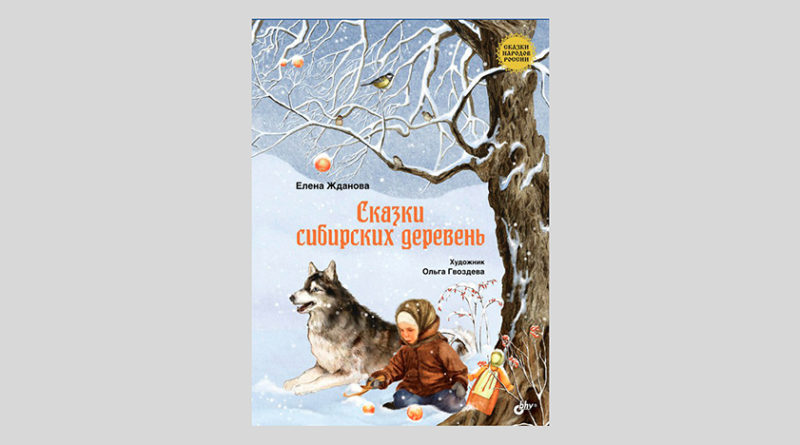 СКАЗКИ
НАРОДОВ
РОССИИ
Елена Жданова
Сказки
сибирских деревень
Художник
Ольга Гвоздева
bhv®